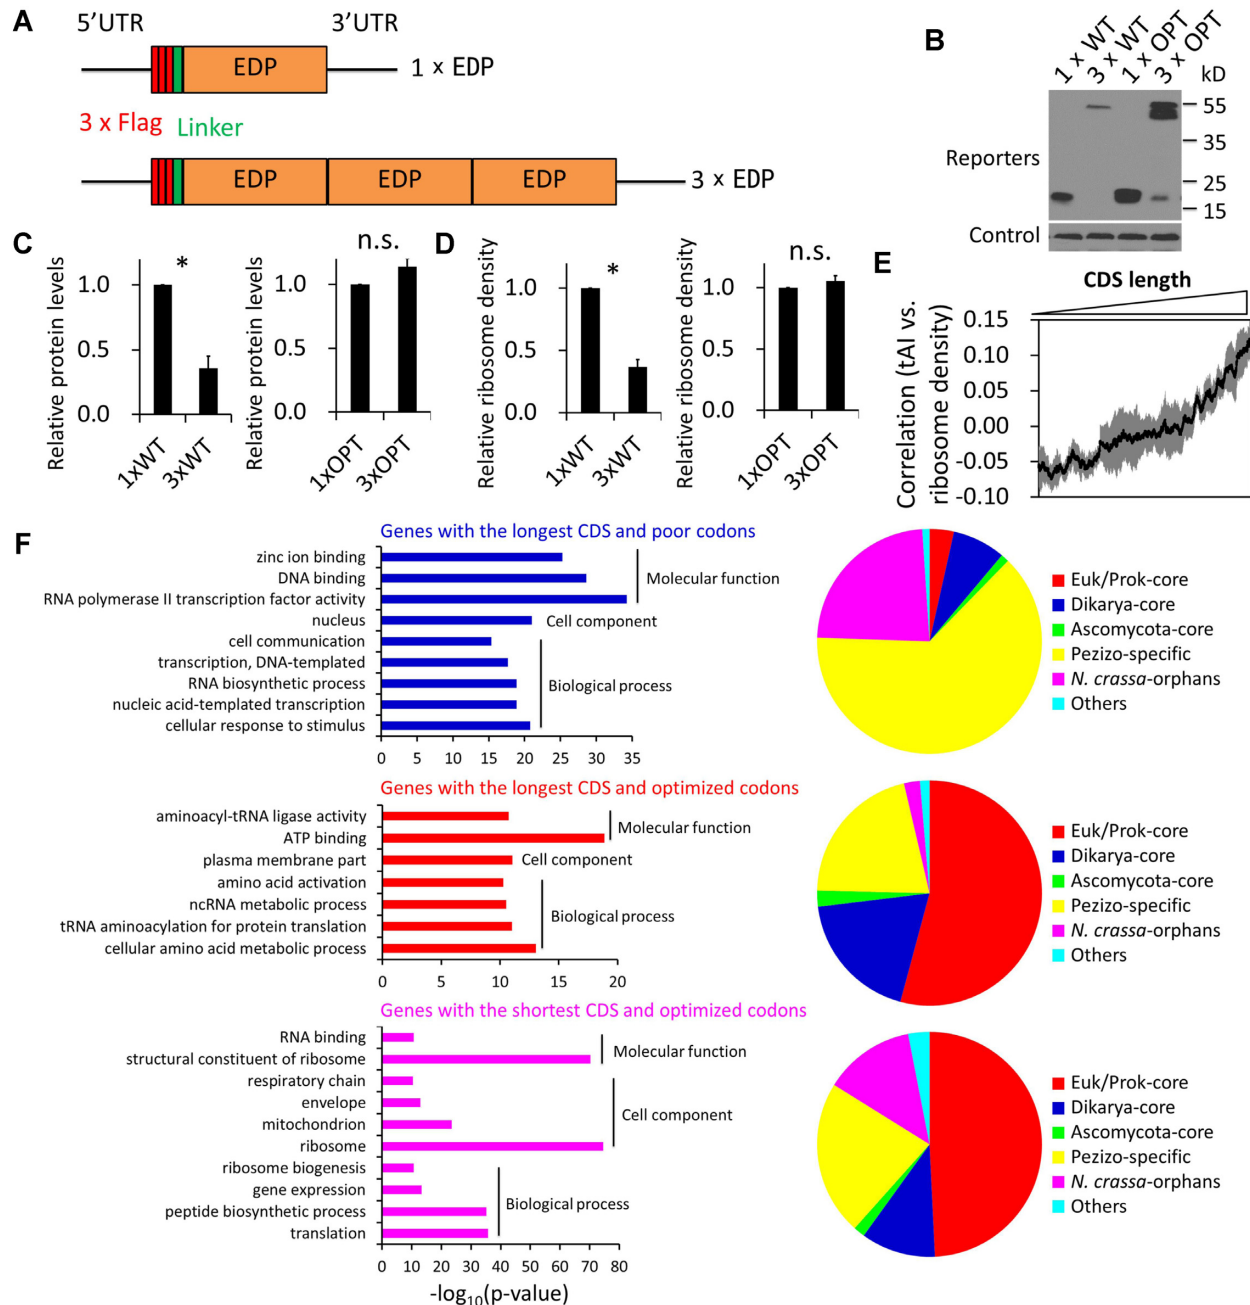 A
5'UTR 3'UTR
EDP
1 x EDP
3 x Flag Linker
EDP EDP EDP
3 x EDP
B
1 x WT
3 x WT
1 x OPT
3 x OPT
kD
55
35
25
15
Reporters
Control
C
Relative protein levels
1.0
0.5
0.0
*
1xWT
3xWT
Relative protein levels
1.0
0.5
0.0
n.s.
1xOPT
3xOPT
D
Relative ribosome density
1.0
0.5
0.0
*
1xWT
3xWT
Relative ribosome density
1.0
0.5
0.0
n.s.
1xOPT
3xOPT
E
CDS length
Correlation (tAI vs.
ribosome density)
0.15
0.10
0.05
0.00
-0.05
-0.10
F
Genes with the longest CDS and poor codons
zinc ion binding
DNA binding
RNA polymerase II transcription factor activity
Molecular function
nucleus
Cell component
cell communication
transcription, DNA-templated
RNA biosynthetic process
nucleic acid-templated transcription
cellular response to stimulus
Biological process
0 5 10 15 20 25 30 35
Euk/Prok-core
Dikarya-core
Ascomycota-core
Pezizo-specific
N. crassa-orphans
Others
Genes with the longest CDS and optimized codons
aminoacyl-tRNA ligase activity
ATP binding
Molecular function
plasma membrane part
Cell component
amino acid activation
ncRNA metabolic process
tRNA aminoacylation for protein translation
cellular amino acid metabolic process
Biological process
0 5 10 15 20
Euk/Prok-core
Dikarya-core
Ascomycota-core
Pezizo-specific
N. crassa-orphans
Others
Genes with the shortest CDS and optimized codons
RNA binding
structural constituent of ribosome
Molecular function
respiratory chain
envelope
mitochondrion
ribosome
Cell component
ribosome biogenesis
gene expression
peptide biosynthetic process
translation
Biological process
0 10 20 30 40 50 60 70 80
-log10(p-value)
Euk/Prok-core
Dikarya-core
Ascomycota-core
Pezizo-specific
N. crassa-orphans
Others